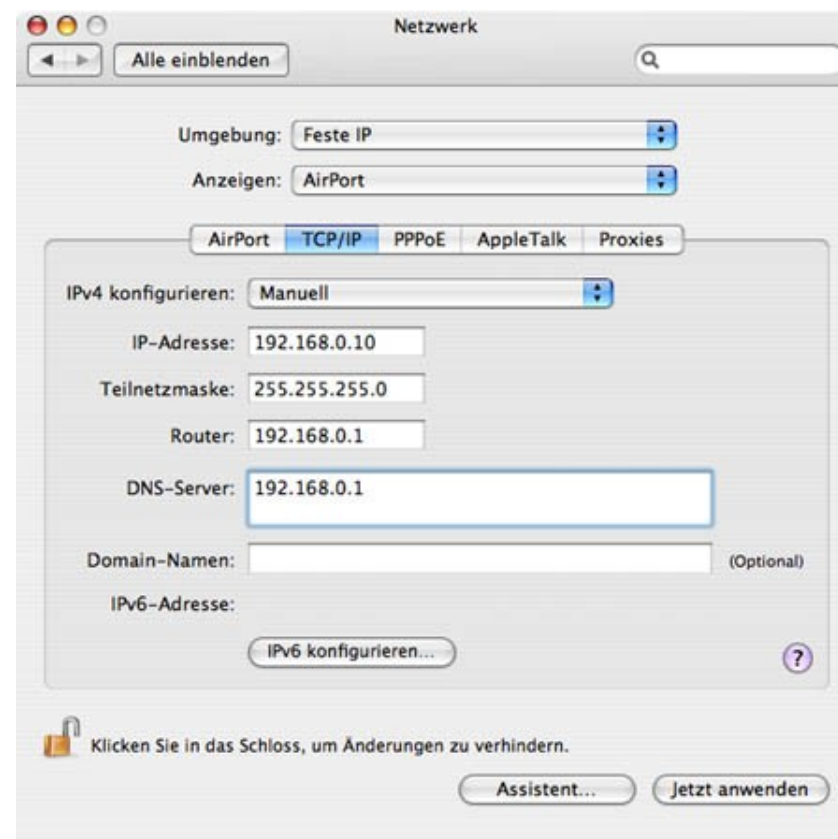 Netzwerk
Alle einblenden
Umgebung: Feste IP
Anzeigen: AirPort
AirPort TCP/IP PPPoE AppleTalk Proxies
IPv4 konfigurieren: Manuell
IP-Adresse: 192.168.0.10
Teilnetzmaske: 255.255.255.0
Router: 192.168.0.1
DNS-Server: 192.168.0.1
Domain-Namen: (Optional)
IPv6-Adresse:
IPv6 konfigurieren... ?
Klicken Sie in das Schloss, um Änderungen zu verhindern.
Assistent... Jetzt anwenden